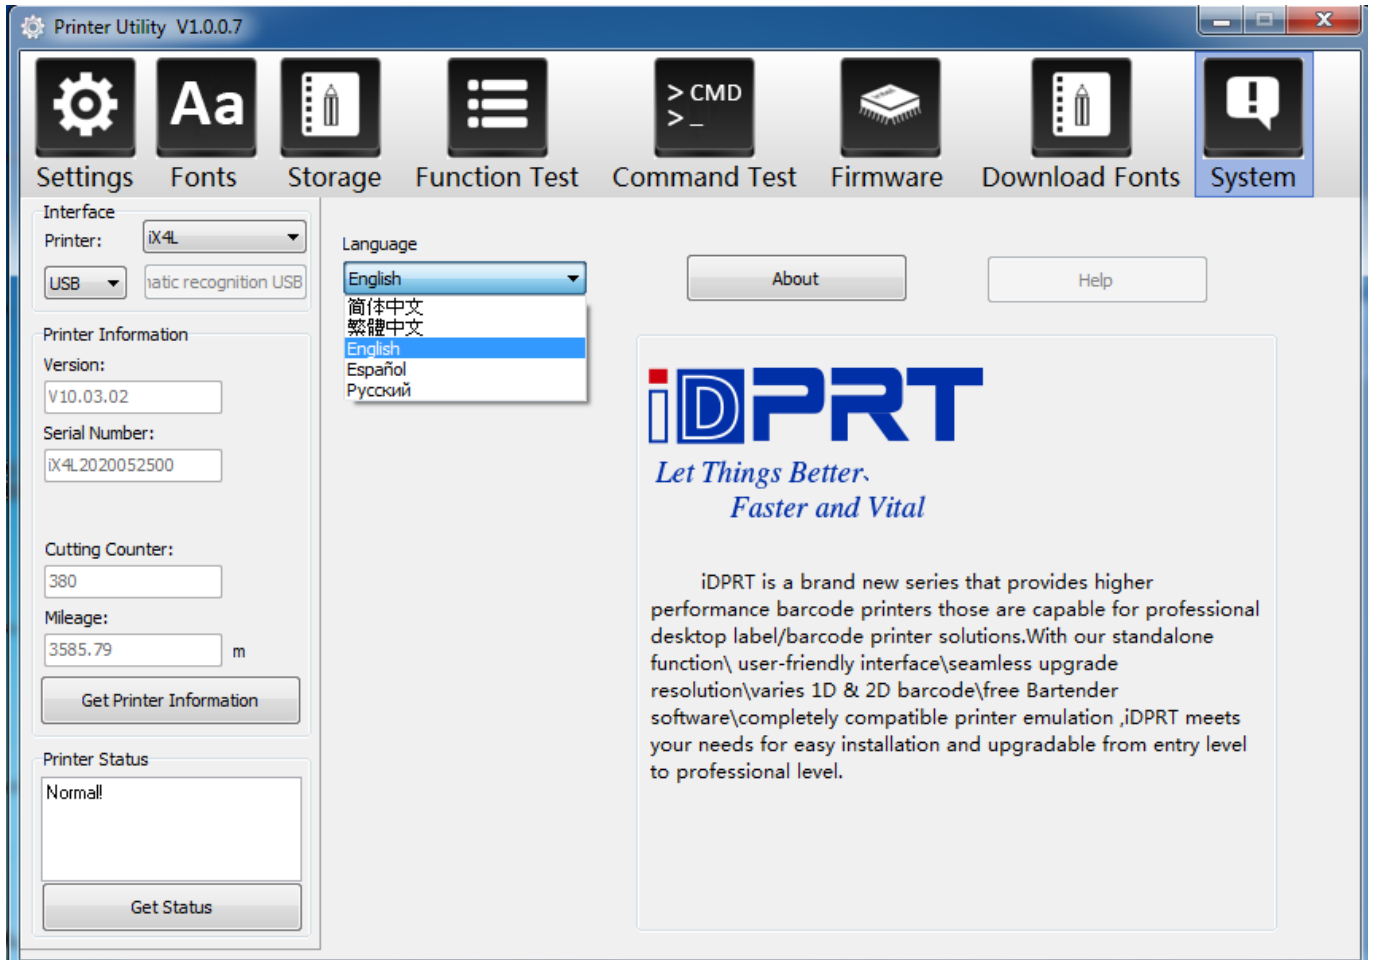 Printer Utility V1.0.0.7
Aa
> CMD
> _
intel
Settings Fonts Storage Function Test Command Test Firmware Download Fonts System
Interface
Printer: iX4L
USB
recognition USB
Printer Information
Version:
V10.03.02
Serial Number:
iX4L2020052500
Cutting Counter:
380
Mileage:
3585.79 m
Get Printer Information
Printer Status
Normal!
Get Status
Language
English
简体中文
繁體中文
English
Español
Русский
About
Help
iDPRT
Let Things Better、
Faster and Vital
iDPRT is a brand new series that provides higher
performance barcode printers those are capable for professional
desktop label/barcode printer solutions.With our standalone
function\ user-friendly interface\seamless upgrade
resolution\varies 1D & 2D barcode\free Bartender
software\completely compatible printer emulation ,iDPRT meets
your needs for easy installation and upgradable from entry level
to professional level.